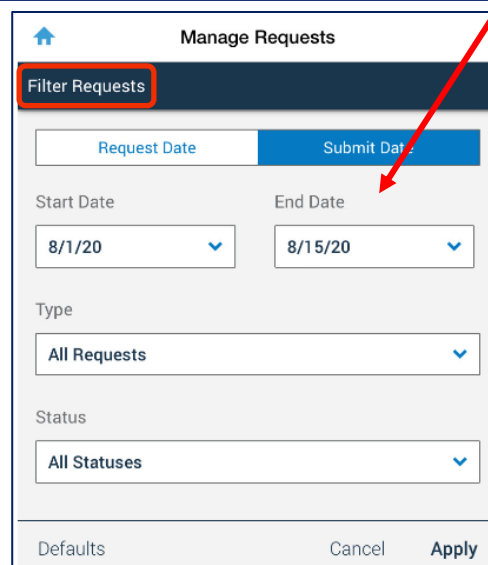 Manage Requests
Filter Requests
Request Date Submit Date
Start Date End Date
8/1/20 8/15/20
Type
All Requests
Status
All Statuses
Defaults Cancel Apply